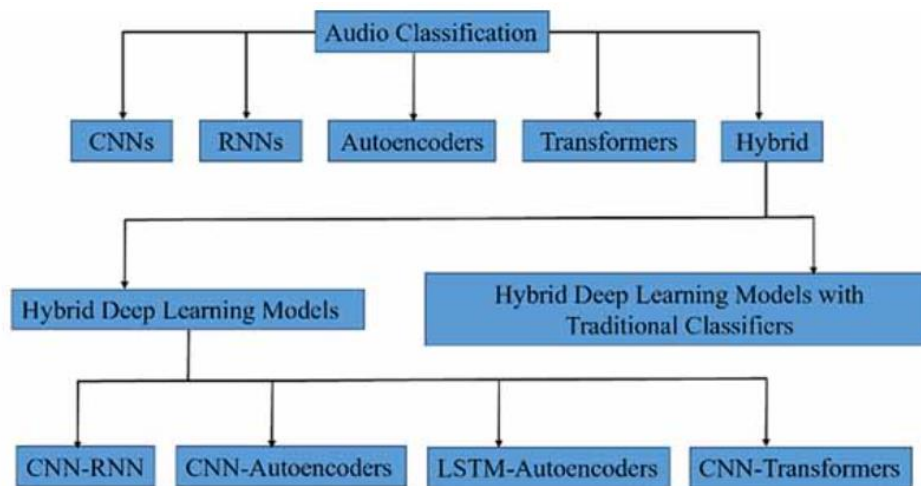 Audio Classification
CNNs
RNNs
Autoencoders
Transformers
Hybrid
Hybrid Deep Learning Models
Hybrid Deep Learning Models with
Traditional Classifiers
CNN-RNN
CNN-Autoencoders
LSTM-Autoencoders
CNN-Transformers